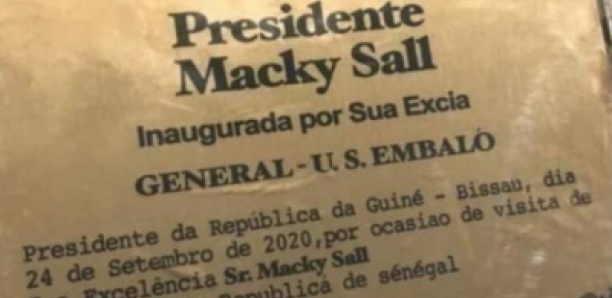 Presidente
Macky Sall
Inaugurada por Sua Excia
GENERAL - U. S. EMBALÓ
Presidente da República da Guiné - Bissau, dia
24 de Setembro de 2020,por ocasiao de visita de
Excelência Sr. Macky Sall
Republica de sénégal